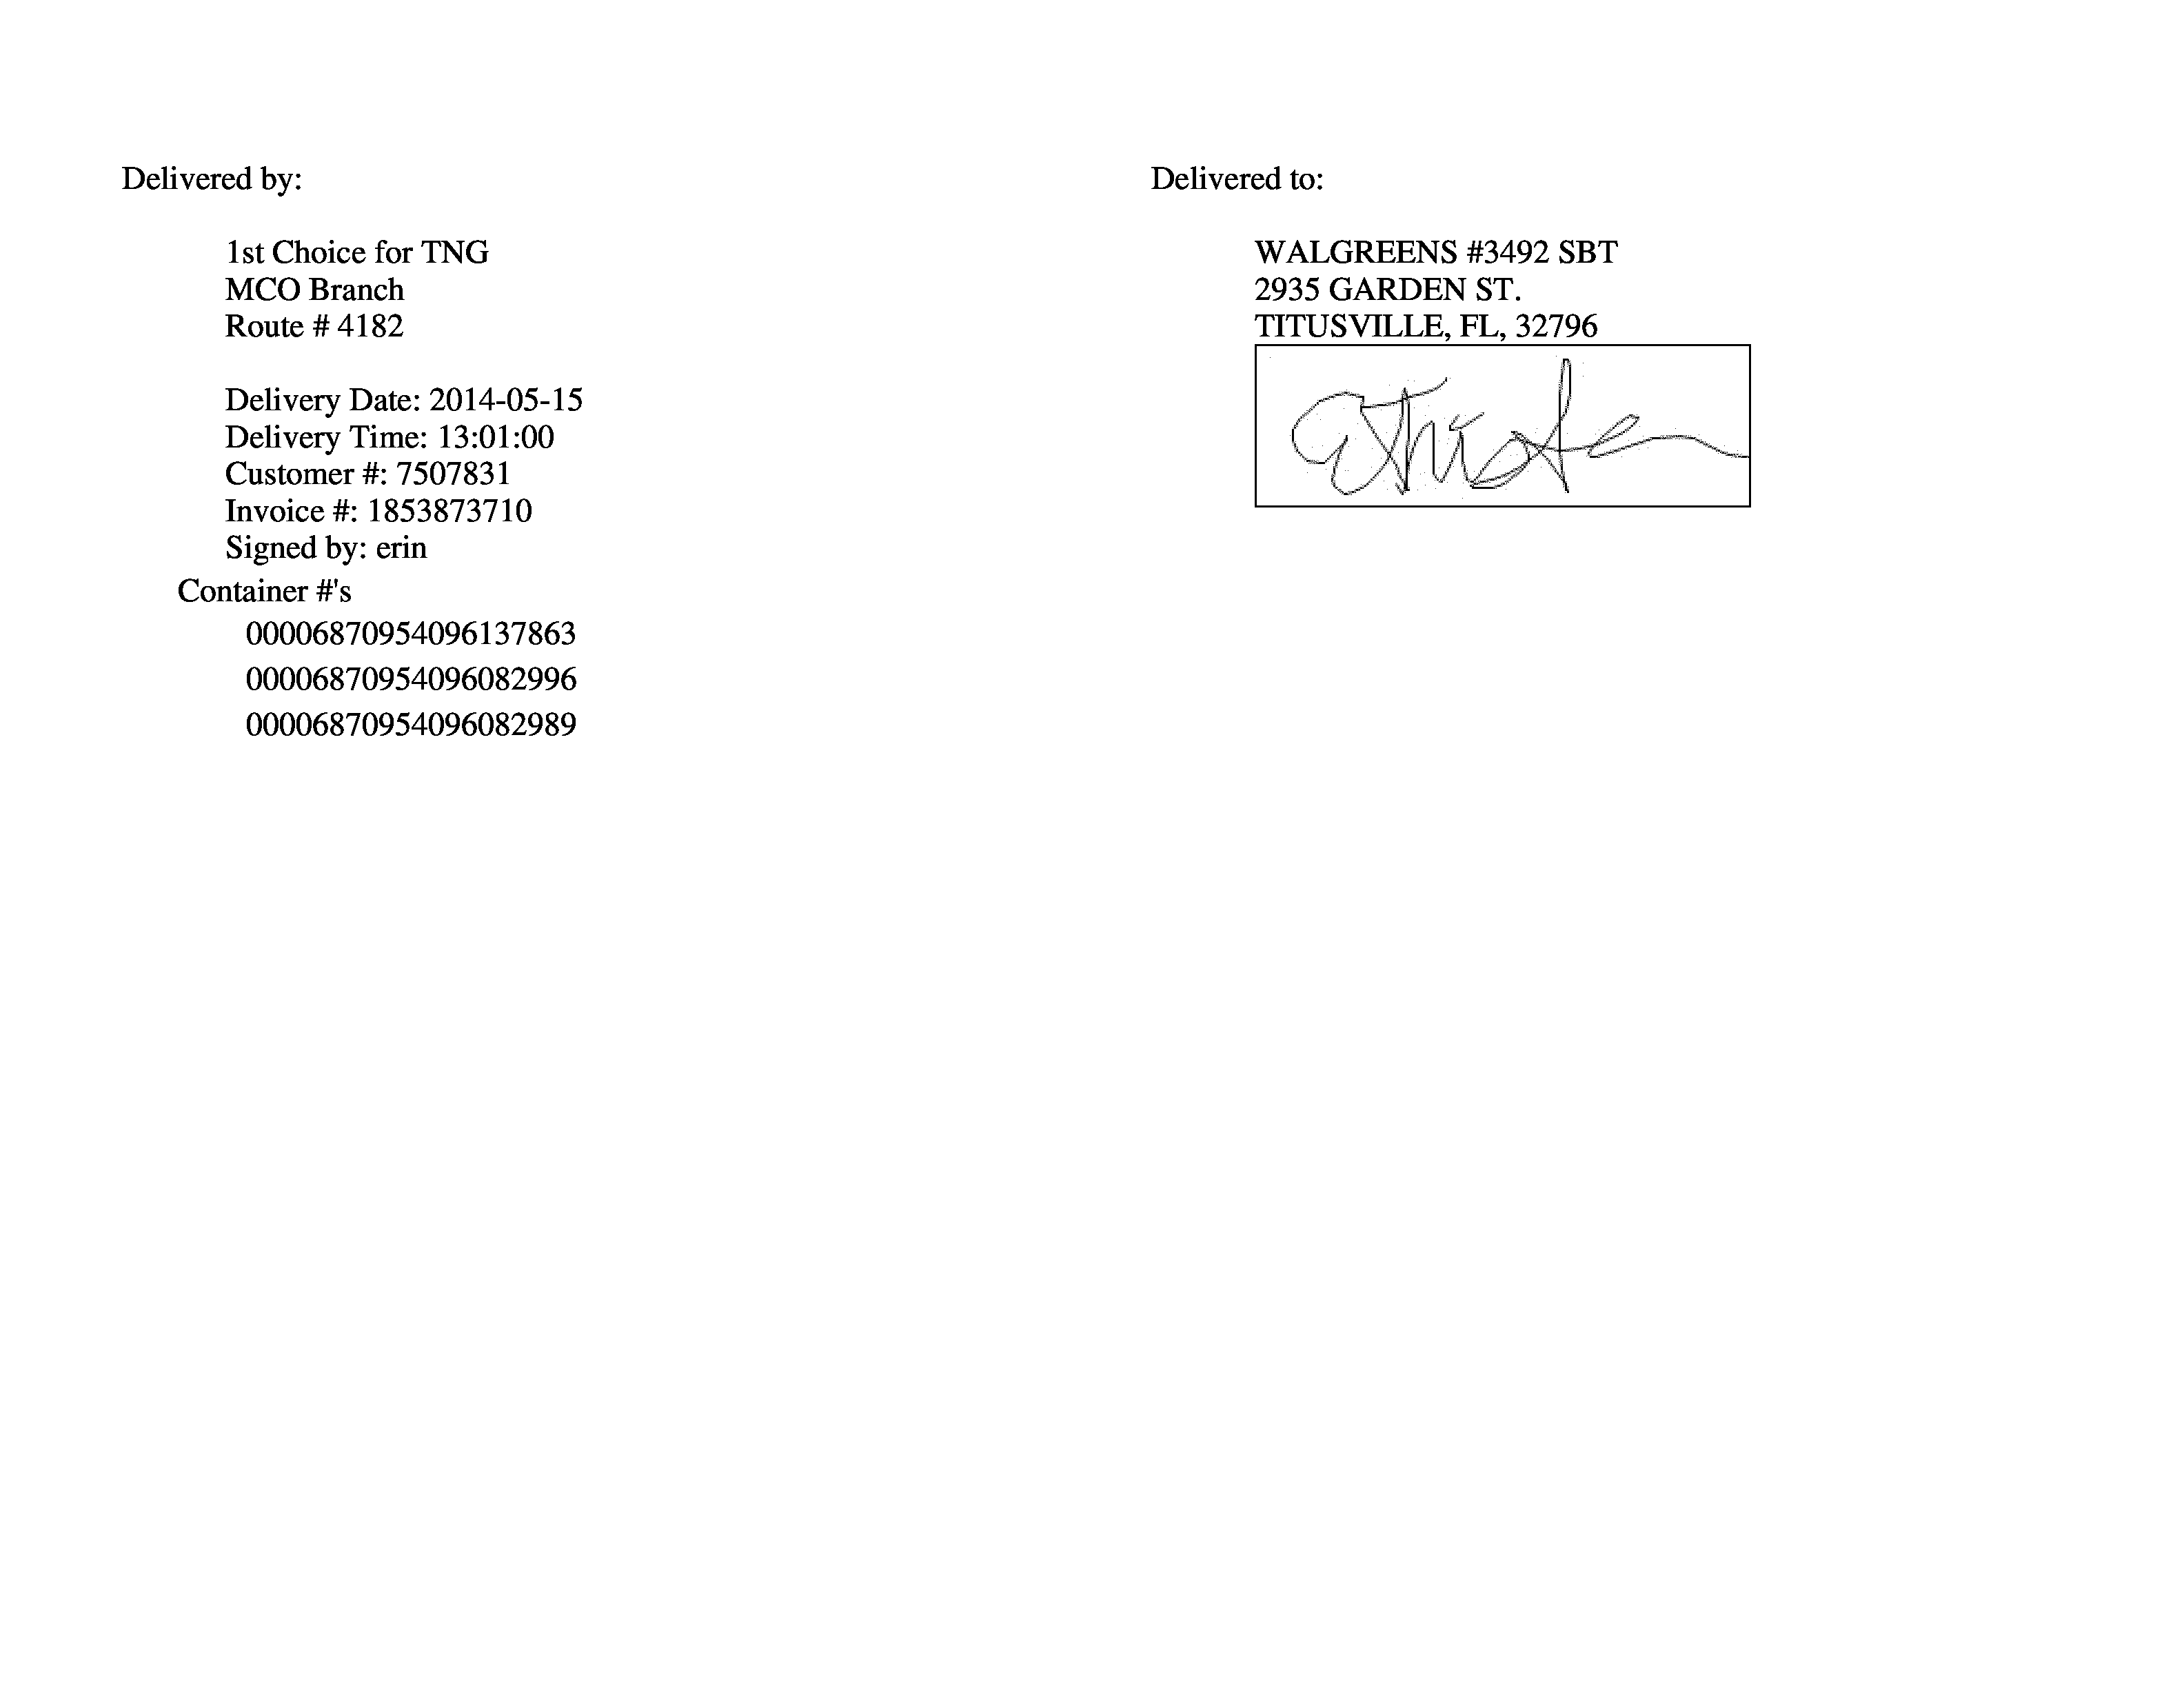 Delivered by:
1st Choice for TNG
MCO Branch
Route # 4182
Delivery Date: 2014-05-15
Delivery Time: 13:01:00
Customer #: 7507831
Invoice #: 1853873710
Signed by: erin
Container #'s
00006870954096137863
00006870954096082996
00006870954096082989
Delivered to:
WALGREENS #3492 SBT
2935 GARDEN ST.
TITUSVILLE, FL, 32796